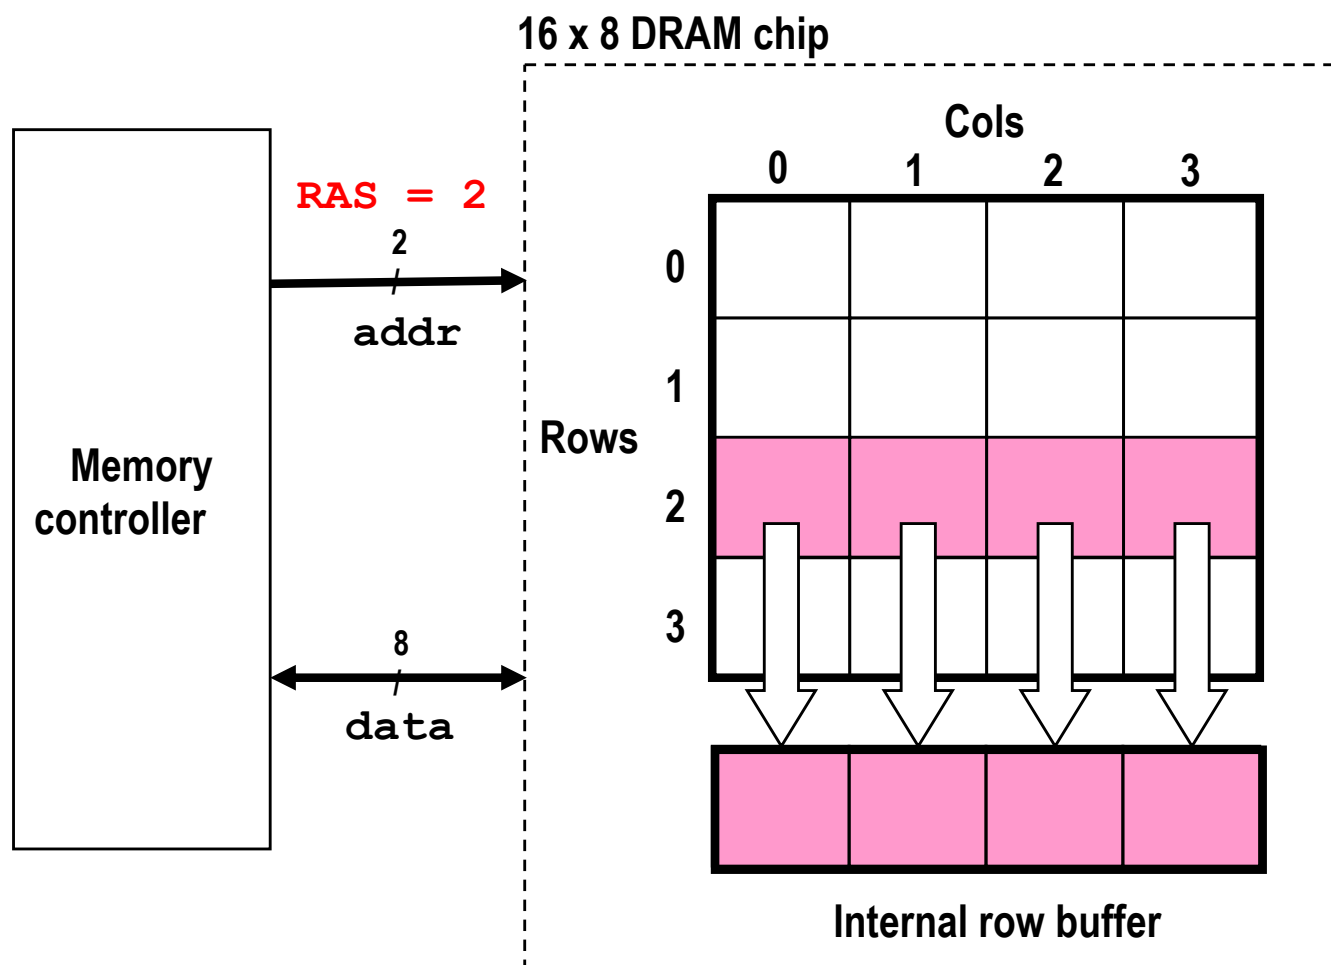 16 x 8 DRAM chip
Cols
0 1 2 3
RAS = 2
2
addr
0
1
Rows
2
3
Memory
controller
8
data
Internal row buffer